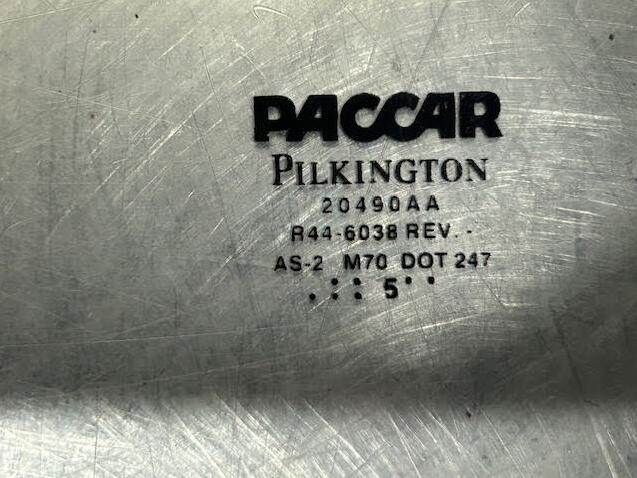 PACCAR
PILKINGTON
20490AA
R44-6038 REV. -
AS-2 M70 DOT 247
. : : 5 ' '